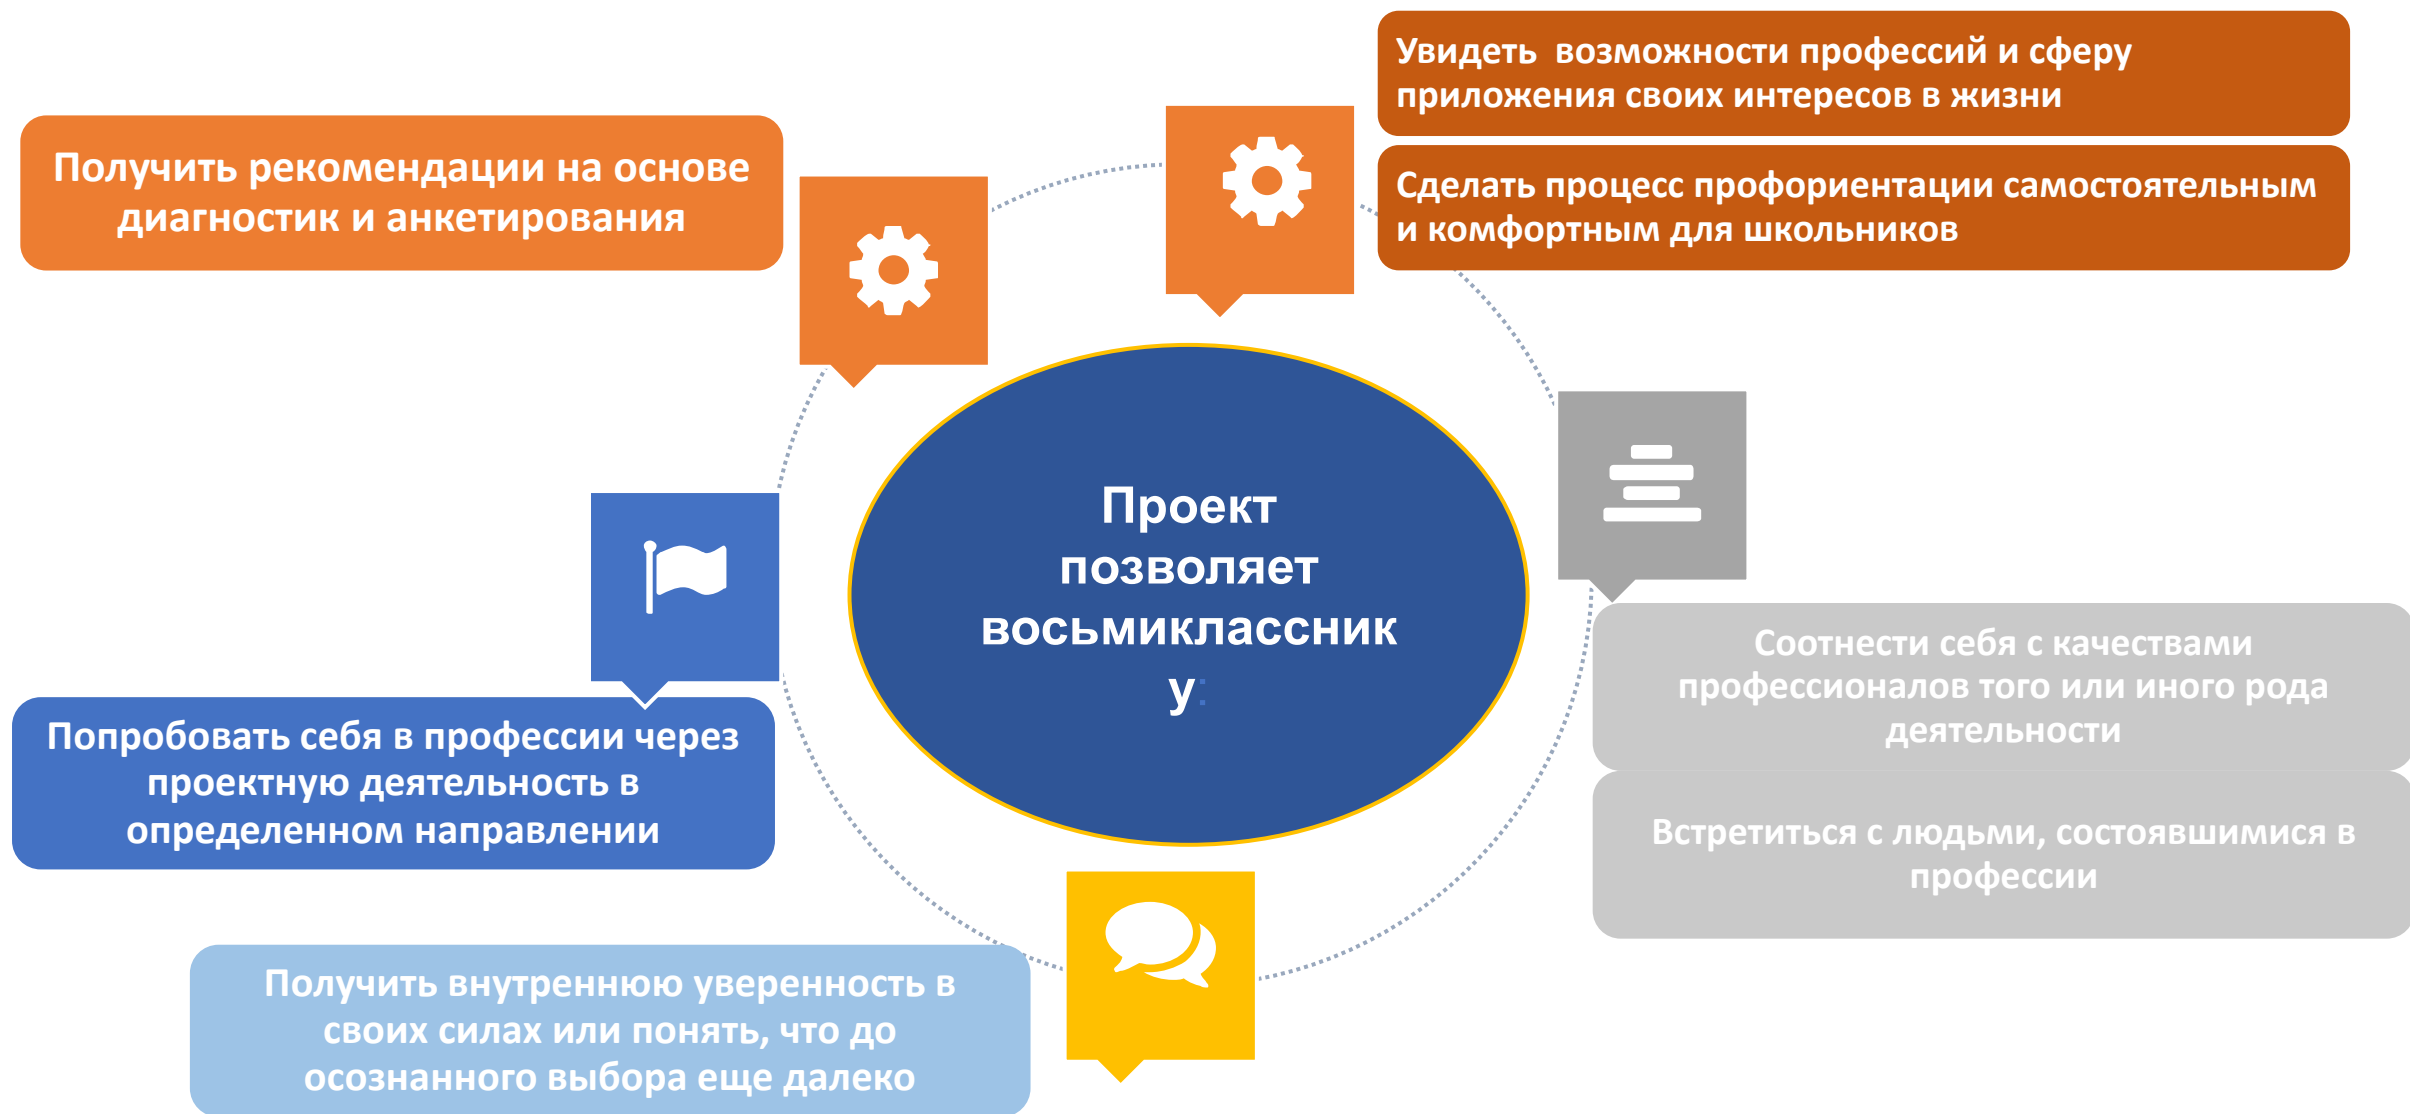 Увидеть  возможности профессий и сферу
приложения своих интересов в жизни
Сделать процесс профориентации самостоятельным
и комфортным для школьников
Получить рекомендации на основе
диагностик и анкетирования
Проект
позволяет
восьмиклассник
у:
Соотнести себя с качествами
профессионалов того или иного рода
деятельности
Встретиться с людьми, состоявшимися в
профессии
Попробовать себя в профессии через
проектную деятельность в
определенном направлении
Получить внутреннюю уверенность в
своих силах или понять, что до
осознанного выбора еще далеко